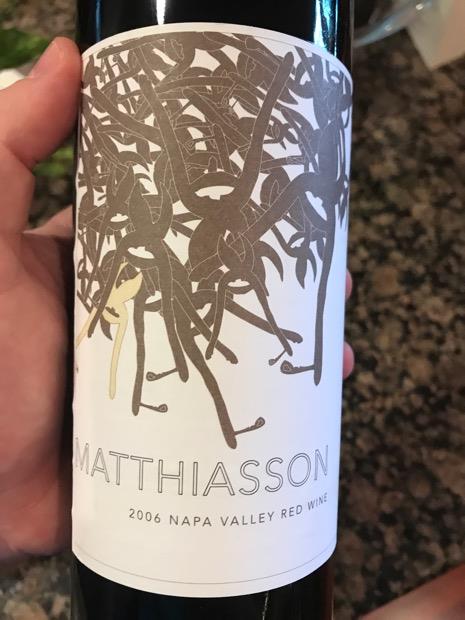 MATTHIASSON
2006 NAPA VALLEY RED WINE